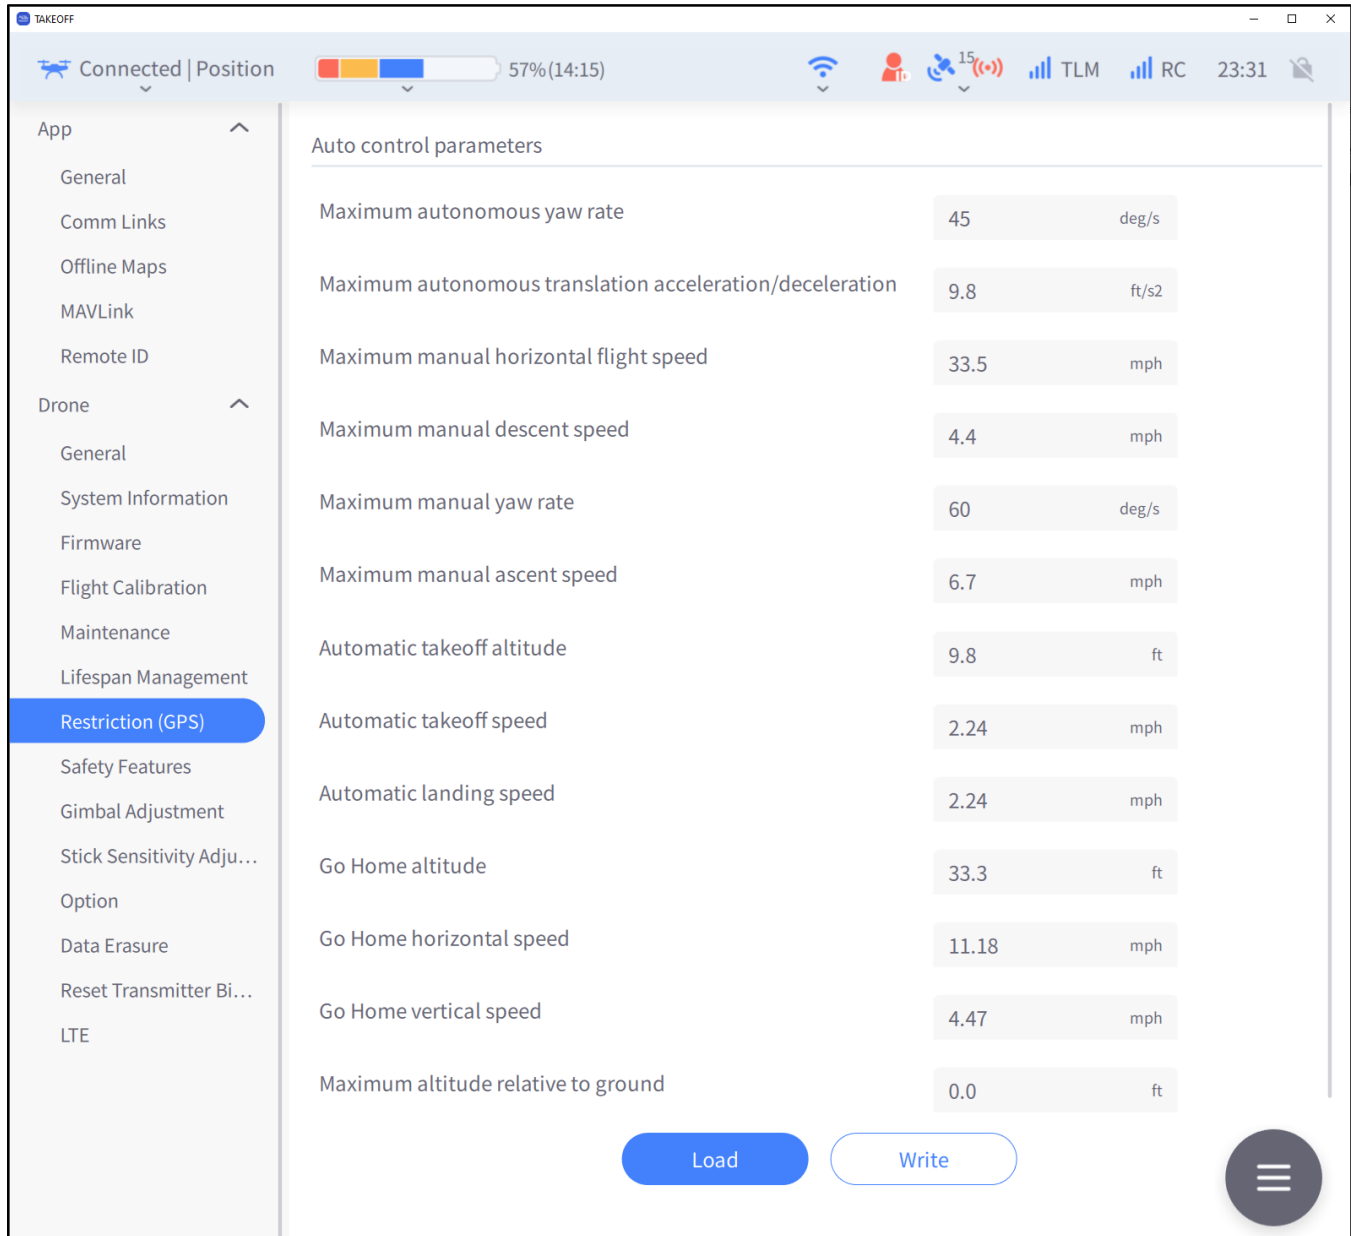 TAKEOFF
Connected | Position
57% (14:15)
15
TLM
RC
23:31
App
General
Comm Links
Offline Maps
MAVLink
Remote ID
Drone
General
System Information
Firmware
Flight Calibration
Maintenance
Lifespan Management
Restriction (GPS)
Safety Features
Gimbal Adjustment
Stick Sensitivity Adju...
Option
Data Erasure
Reset Transmitter Bi...
LTE
Auto control parameters
Maximum autonomous yaw rate 45 deg/s
Maximum autonomous translation acceleration/deceleration 9.8 ft/s2
Maximum manual horizontal flight speed 33.5 mph
Maximum manual descent speed 4.4 mph
Maximum manual yaw rate 60 deg/s
Maximum manual ascent speed 6.7 mph
Automatic takeoff altitude 9.8 ft
Automatic takeoff speed 2.24 mph
Automatic landing speed 2.24 mph
Go Home altitude 33.3 ft
Go Home horizontal speed 11.18 mph
Go Home vertical speed 4.47 mph
Maximum altitude relative to ground 0.0 ft
Load
Write